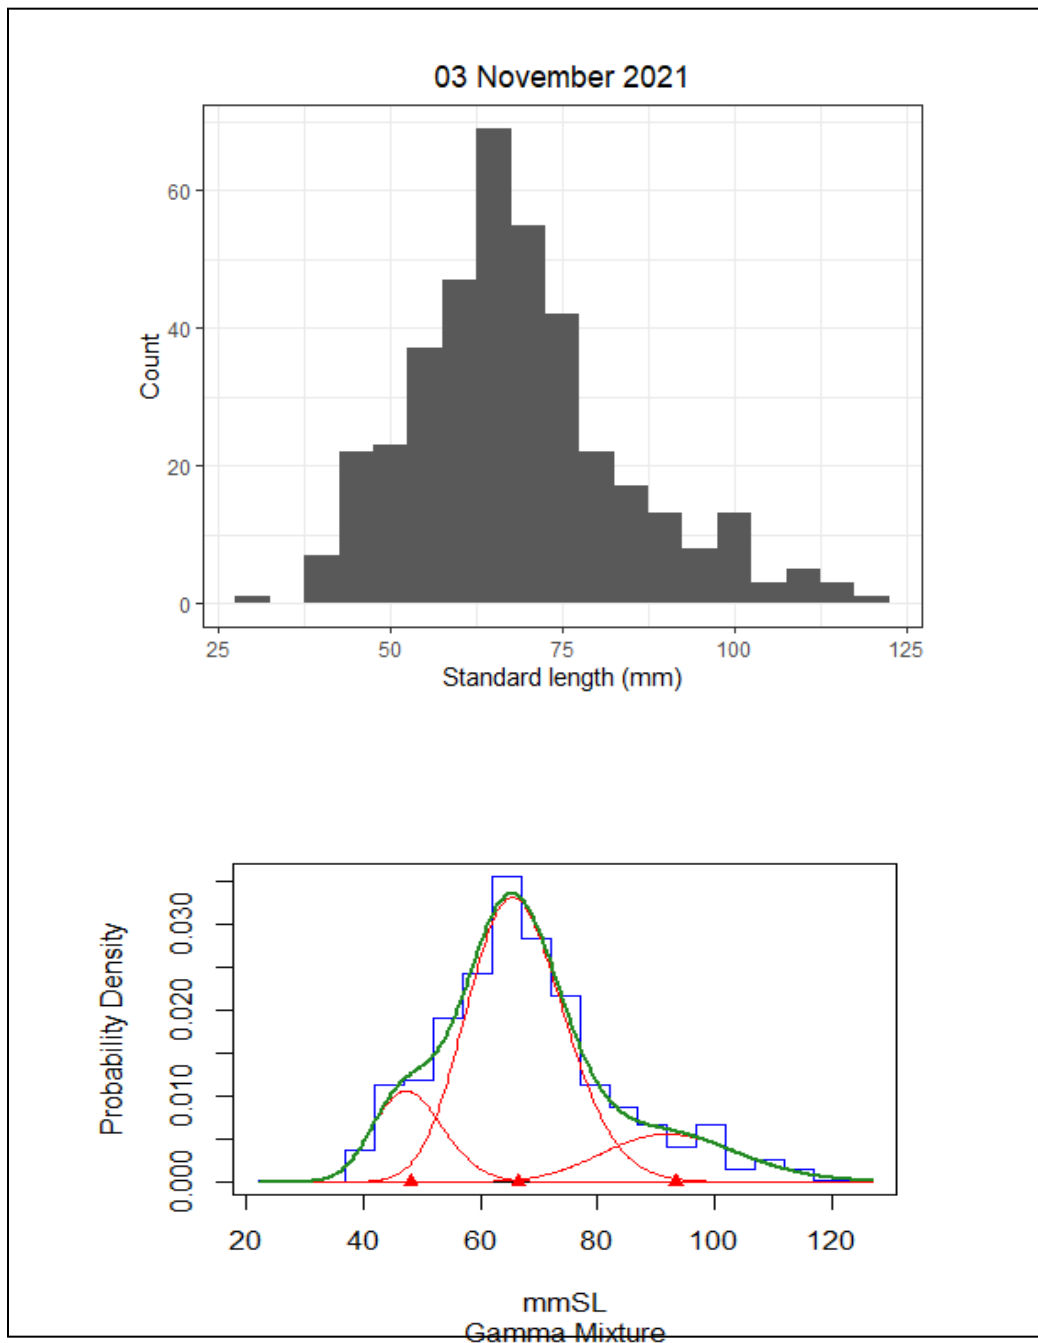 03 November 2021
Count
60
40
20
0
25 50 75 100 125
Standard length (mm)
Probability Density
0.030
0.020
0.010
0.000
20 40 60 80 100 120
mmSL
Gamma Mixture